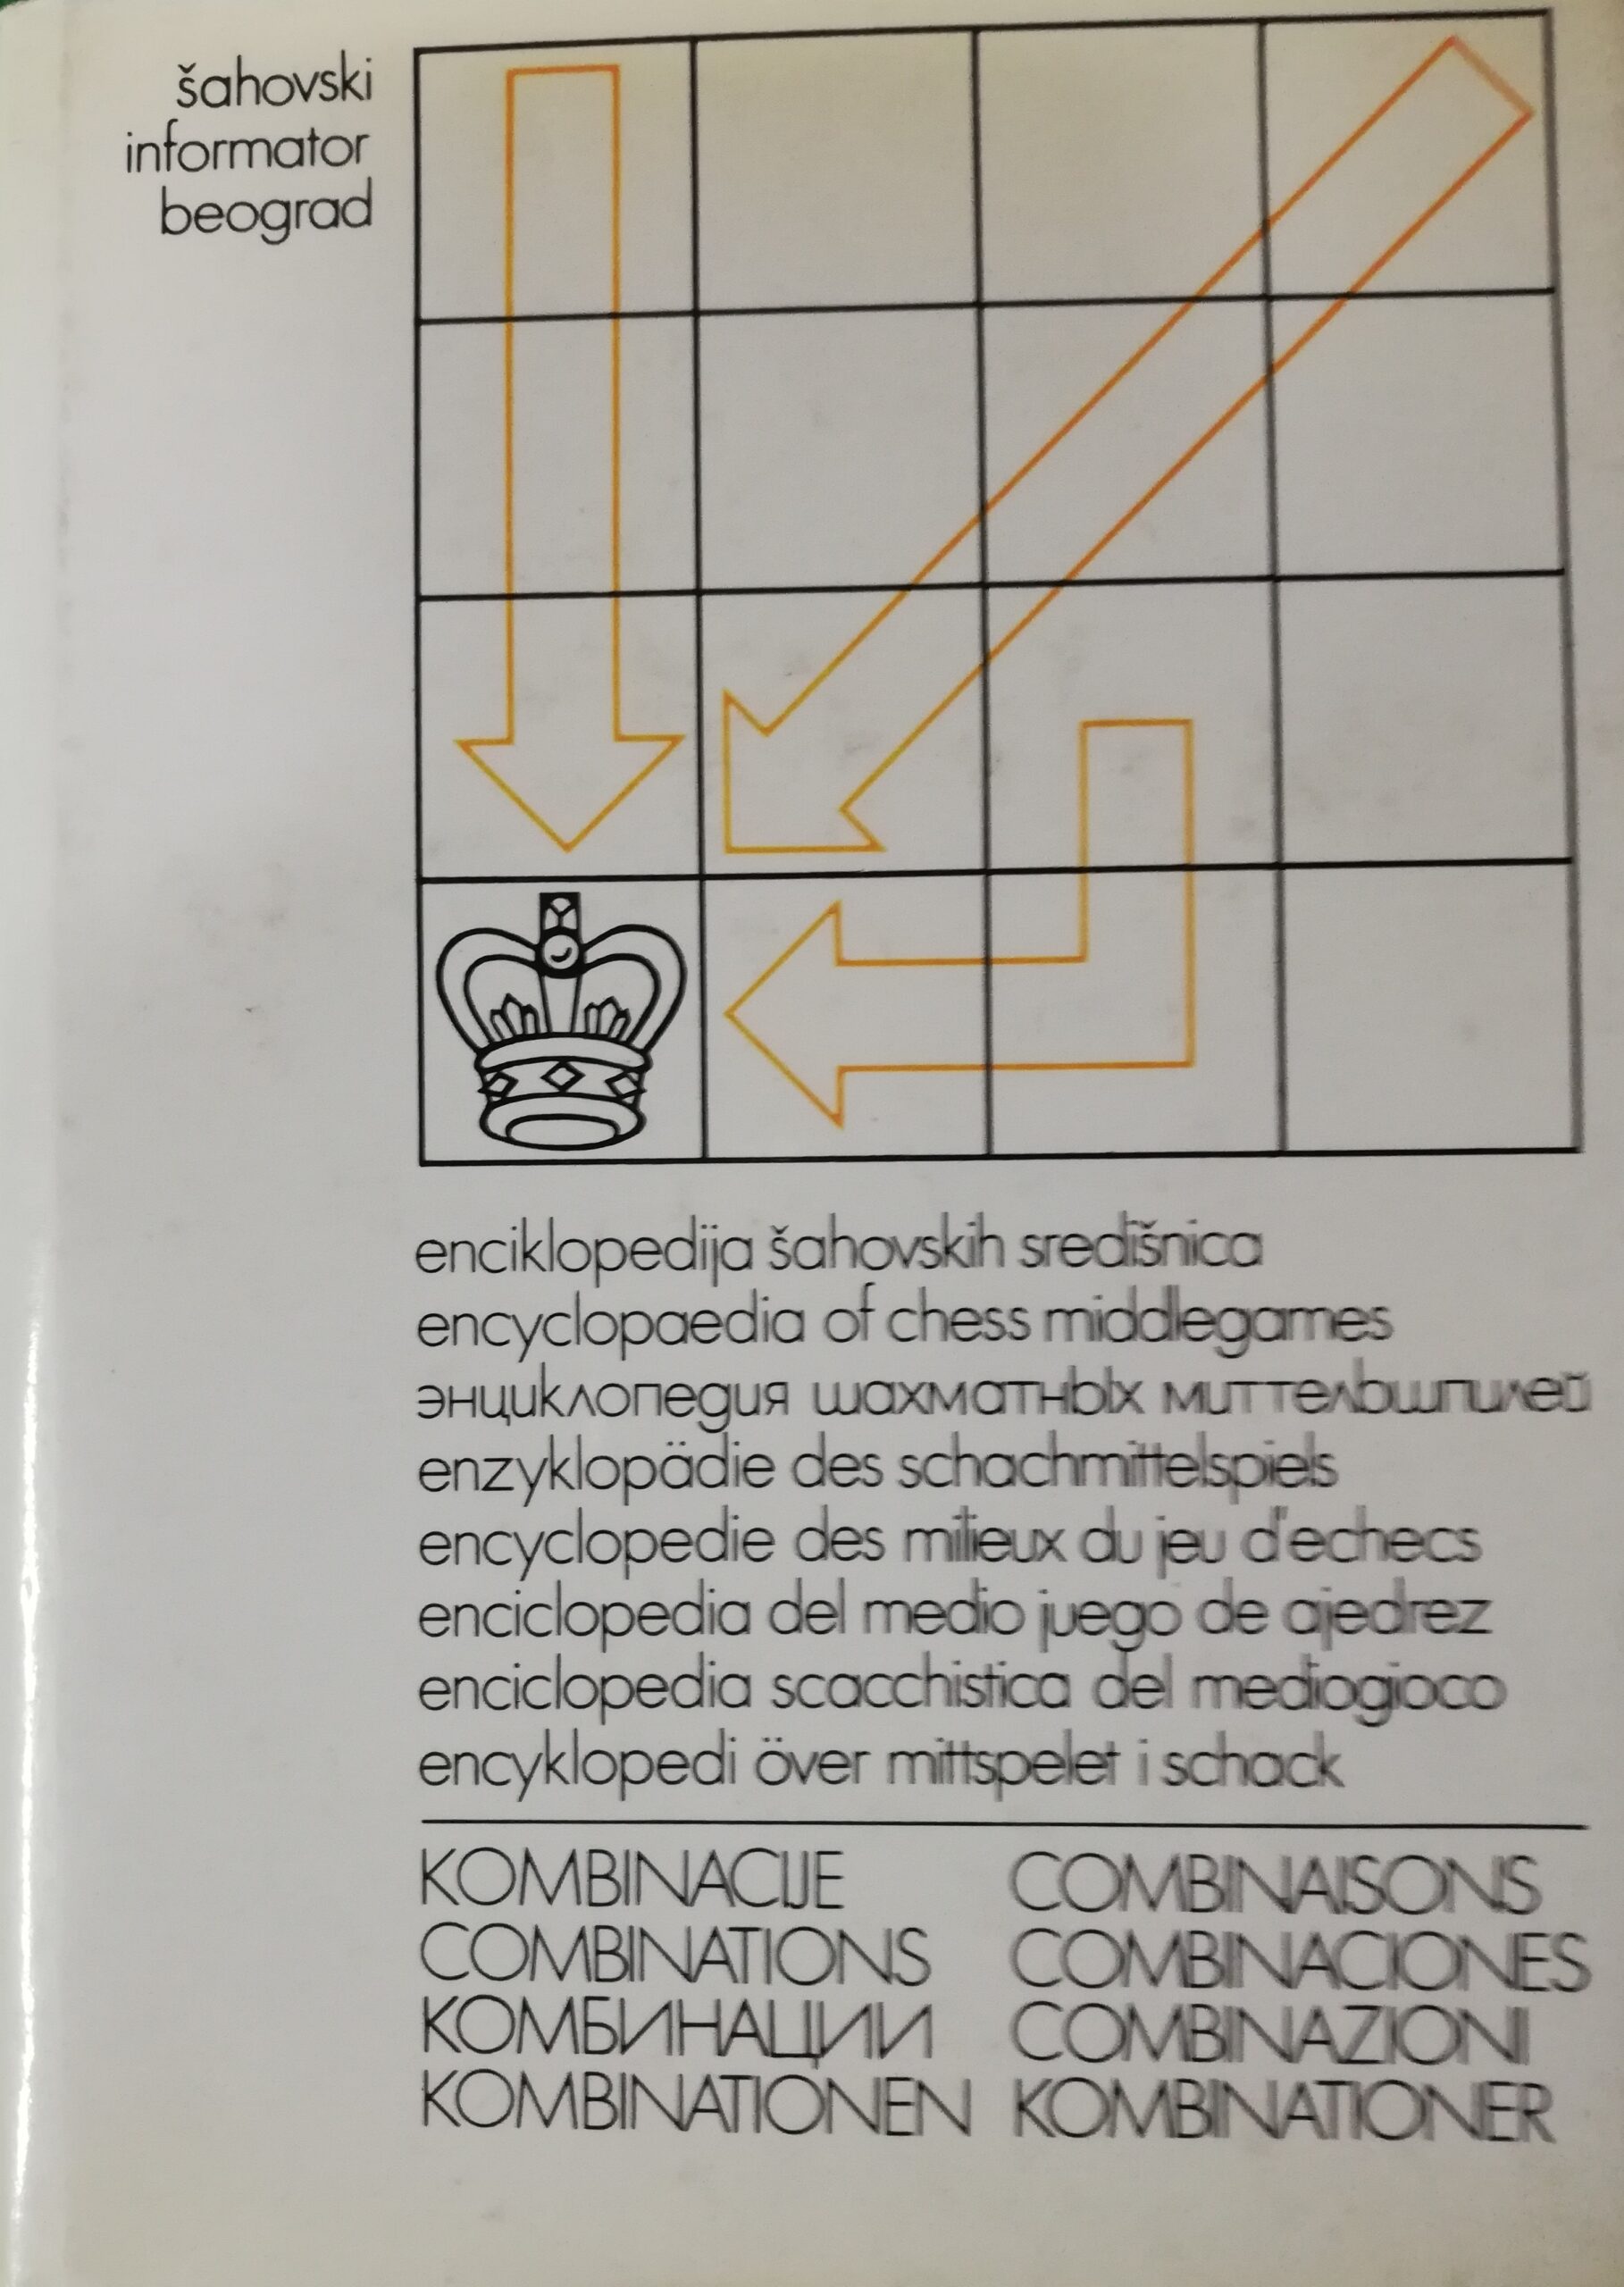 šahovski
informator
beograd
enciklopedija šahovskih središnica
encyclopaedia of chess middlegames
энциклопедия шахматных миттельшпилей
enzyklopädie des schachmittelspiels
encyclopedie des milieux du jeu d'echecs
enciclopedia del medio juego de ajedrez
enciclopedia scacchistica del mediogioco
encyklopedi över mittspelet i schack
KOMBINACIJE
COMBINATIONS
КОМБИНАЦИИ
KOMBINATIONEN
COMBINAISONS
COMBINACIONES
COMBINAZIONI
KOMBINATIONER